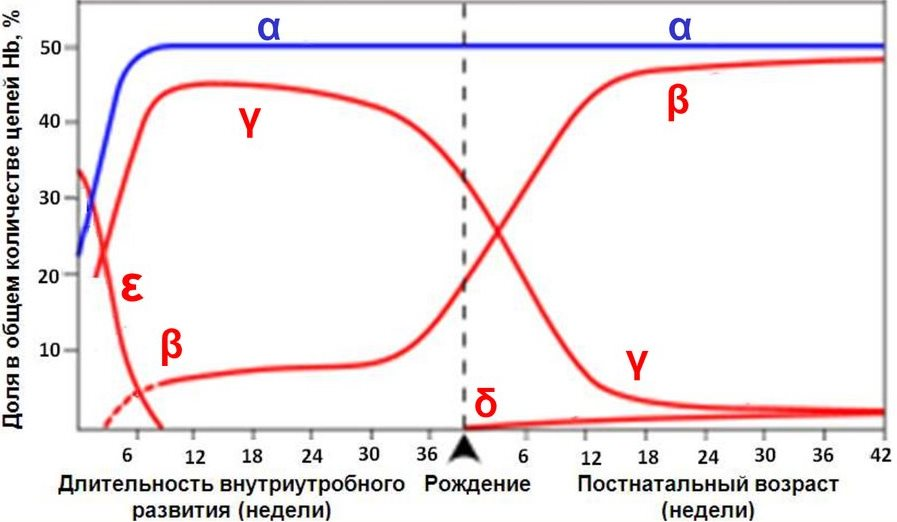 Доля в общем количестве цепей Hb, %
50
40
30
20
10
α
α
γ
β
ε
β
γ
δ
6 12 18 24 30 36 6 12 18 24 30 36 42
Длительность внутриутробного
развития (недели)
Рождение
Постнатальный возраст
(недели)